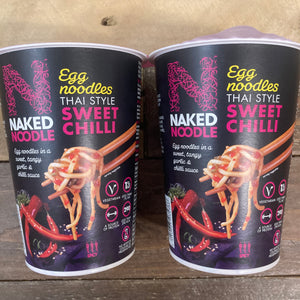 Egg
noodles
THAI STYLE
SWEET
CHILLI
N
NAKED
NOODLE
Egg noodles in a
sweet, tangy
garlic &
chilli sauce
Egg
noodles
THAI STYLE
SWEET
CHILLI
N
NAKED
NOODLE
Egg noodles in a
sweet, tangy
garlic &
chilli sauce